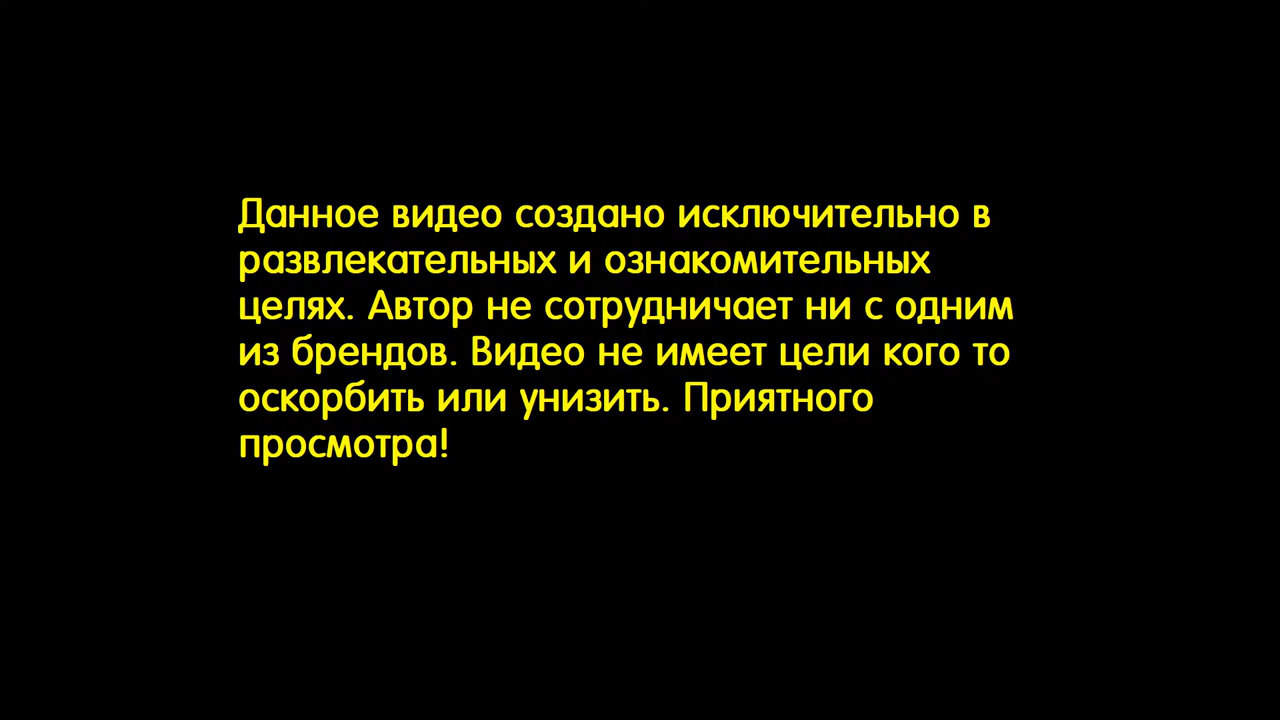 Данное видео создано исключительно в
развлекательных и ознакомительных
целях. Автор не сотрудничает ни с одним
из брендов. Видео не имеет цели кого то
оскорбить или унизить. Приятного
просмотра!